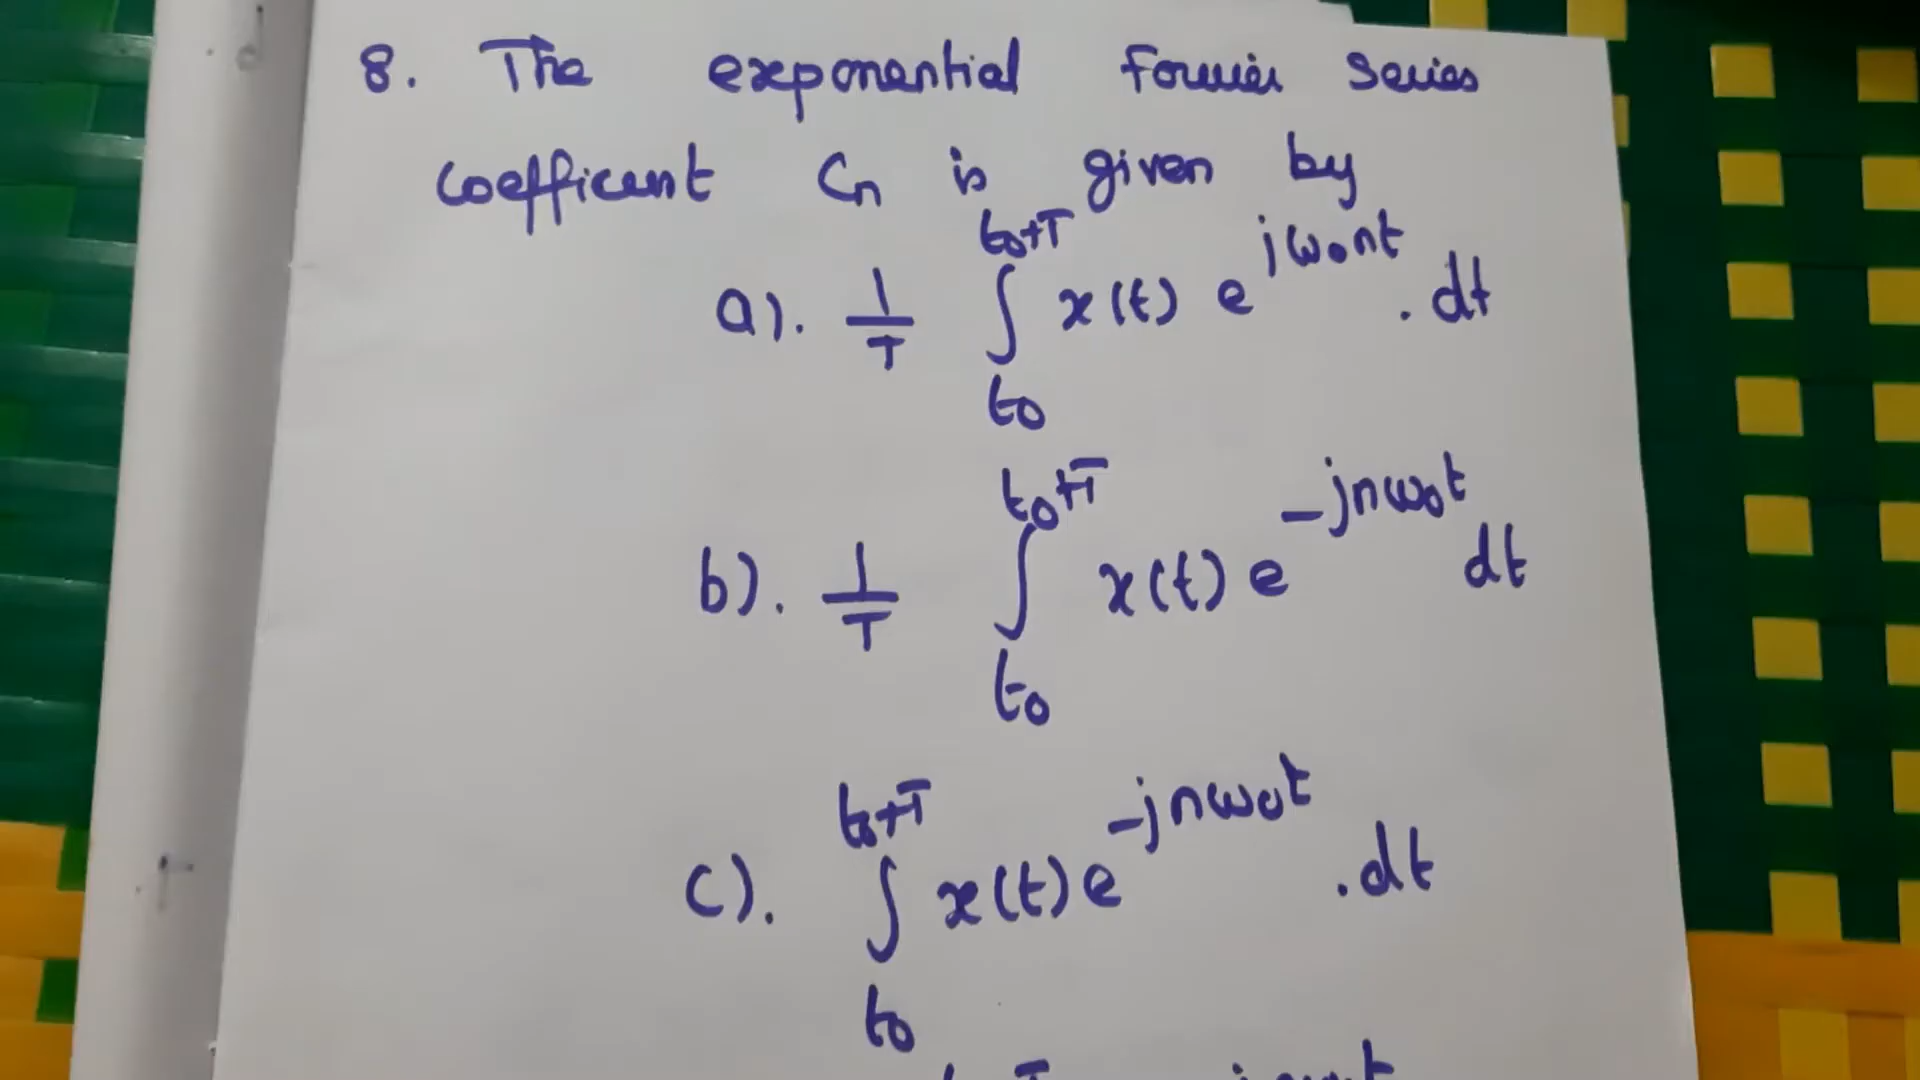 8. The exponential Fourier Series
coefficent Cn is given by
a). 1/T ∫_{t0}^{t0+T} x(t) e^{jω0nt} . dt
b). 1/T ∫_{t0}^{t0+T} x(t) e^{-jnω0t} dt
c). ∫_{t0}^{t0+T} x(t) e^{-jnω0t} . dt